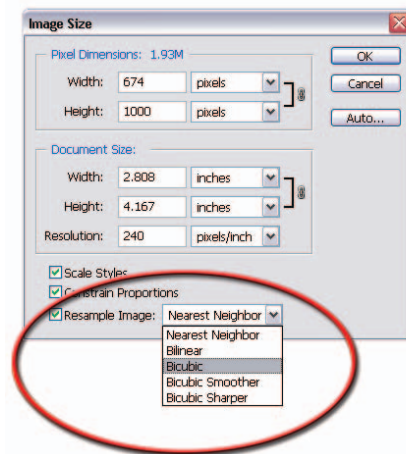 Image Size
Pixel Dimensions: 1.93M
OK
Width: 674 pixels
Cancel
Height: 1000 pixels
Auto...
Document Size:
Width: 2.808 inches
Height: 4.167 inches
Resolution: 240 pixels/inch
Scale Styles
Constrain Proportions
Resample Image: Nearest Neighbor
Nearest Neighbor
Bilinear
Bicubic
Bicubic Smoother
Bicubic Sharper